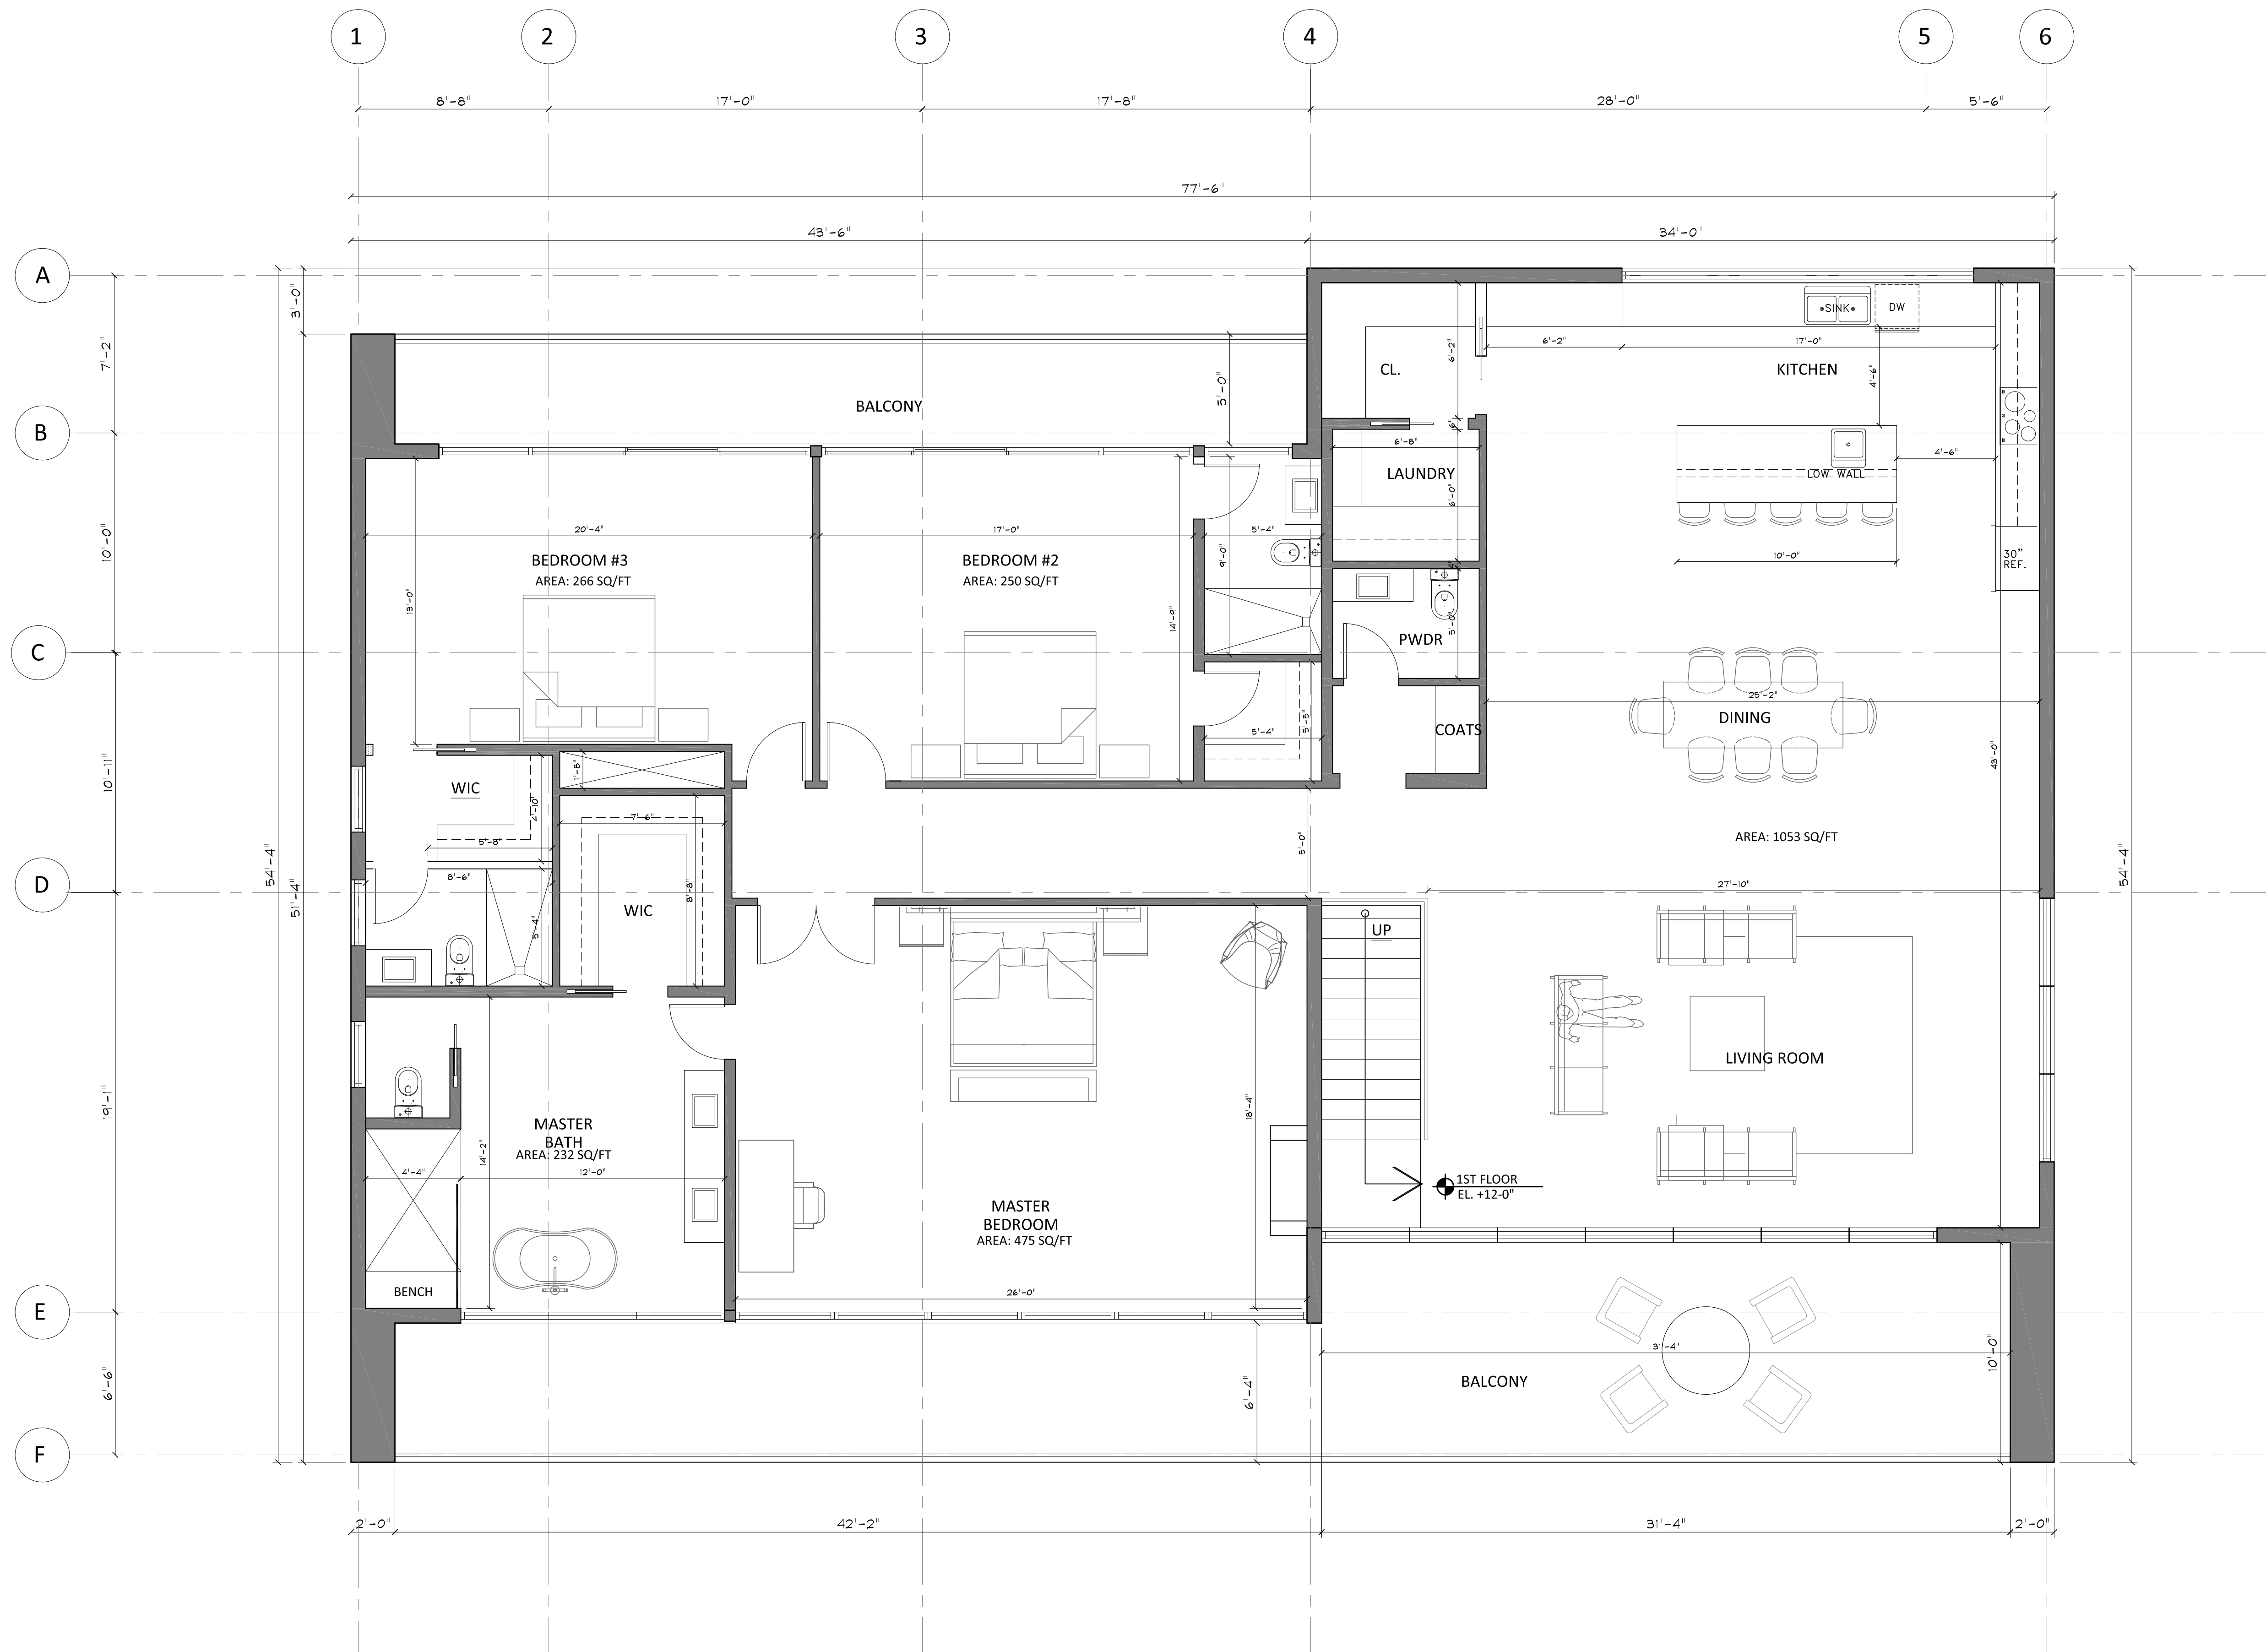 1 2 3 4 5 6
8'-8" 17'-0" 17'-8" 28'-0" 5'-6"
77'-6"
43'-6" 34'-0"
A
3'-0"
7'-2"
SINK DW
6'-2" 17'-0"
6'-2"
CL.
KITCHEN
4'-6"
5'-0"
BALCONY
B
6"
6'-8"
4'-6"
LAUNDRY
LOW WALL
6'-0"
10'-0"
20'-4" 17'-0" 5'-4"
9'-0"
10'-0"
30"
REF.
BEDROOM #3
AREA: 266 SQ/FT
BEDROOM #2
AREA: 250 SQ/FT
4"
13'-0"
14'-9"
5'-0"
PWDR
C
25'-2"
DINING
5'-5"
5'-4"
COATS
43'-0"
10'-11"
1'-8"
WIC
4'-10"
7'-6"
5'-8"
5'-0"
AREA: 1053 SQ/FT
54'-4"
51'-4"
54'-4"
D
8'-6"
8'-8"
27'-10"
WIC
5'-4"
UP
LIVING ROOM
19'-1"
18'-4"
MASTER
BATH
AREA: 232 SQ/FT
14'-2"
4'-4" 12'-0"
1ST FLOOR
EL. +12-0"
MASTER
BEDROOM
AREA: 475 SQ/FT
BENCH
26'-0"
E
31'-4"
10'-0"
BALCONY
6'-6"
6'-4"
F
2'-0" 42'-2" 31'-4" 2'-0"